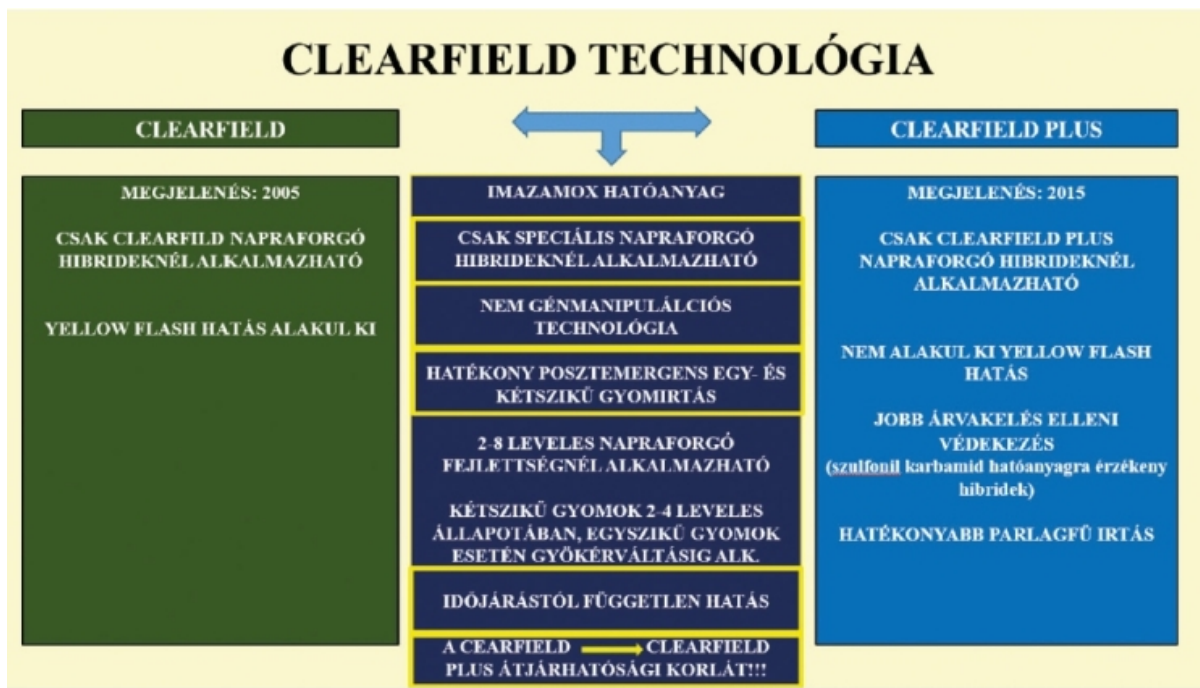 CLEARFIELD TECHNOLÓGIA
CLEARFIELD
MEGJELENÉS: 2005
CSAK CLEARFILD NAPRAFORGÓ
HIBRIDEKNÉL ALKALMAZHATÓ
YELLOW FLASH HATÁS ALAKUL KI
IMAZAMOX HATÓANYAG
CSAK SPECIÁLIS NAPRAFORGÓ
HIBRIDEKNÉL ALKALMAZHATÓ
NEM GÉNMANIPULÁLCIÓS
TECHNOLÓGIA
HATÉKONY POSZTEMERGENS EGY- ÉS
KÉTSZIKŰ GYOMIRTÁS
2-8 LEVELES NAPRAFORGÓ
FEJLETTSÉGNÉL ALKALMAZHATÓ
KÉTSZIKŰ GYOMOK 2-4 LEVELES
ÁLLAPOTÁBAN, EGYSZIKŰ GYOMOK
ESETÉN GYÖKÉRVÁLTÁSIG ALK.
IDŐJÁRÁSTÓL FÜGGETLEN HATÁS
A CEARFIELD CLEARFIELD
PLUS ÁTJÁRHATÓSÁGI KORLÁT!!!
CLEARFIELD PLUS
MEGJELENÉS: 2015
CSAK CLEARFIELD PLUS
NAPRAFORGÓ HIBRIDEKNÉL
ALKALMAZHATÓ
NEM ALAKUL KI YELLOW FLASH
HATÁS
JOBB ÁRVAKELÉS ELLENI
VÉDEKEZÉS
(szulfonil karbamid hatóanyagra érzékeny
hibridek)
HATÉKONYABB PARLAGFŰ IRTÁS